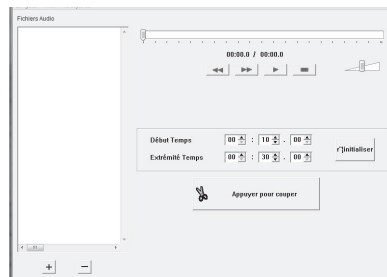 Fichiers Audio
00:00.0 / 00:00.0
Début Temps 00 : 10 . 00
Extrémité Temps 00 : 30 . 00
r"]initialiser
Appuyer pour couper
+ −